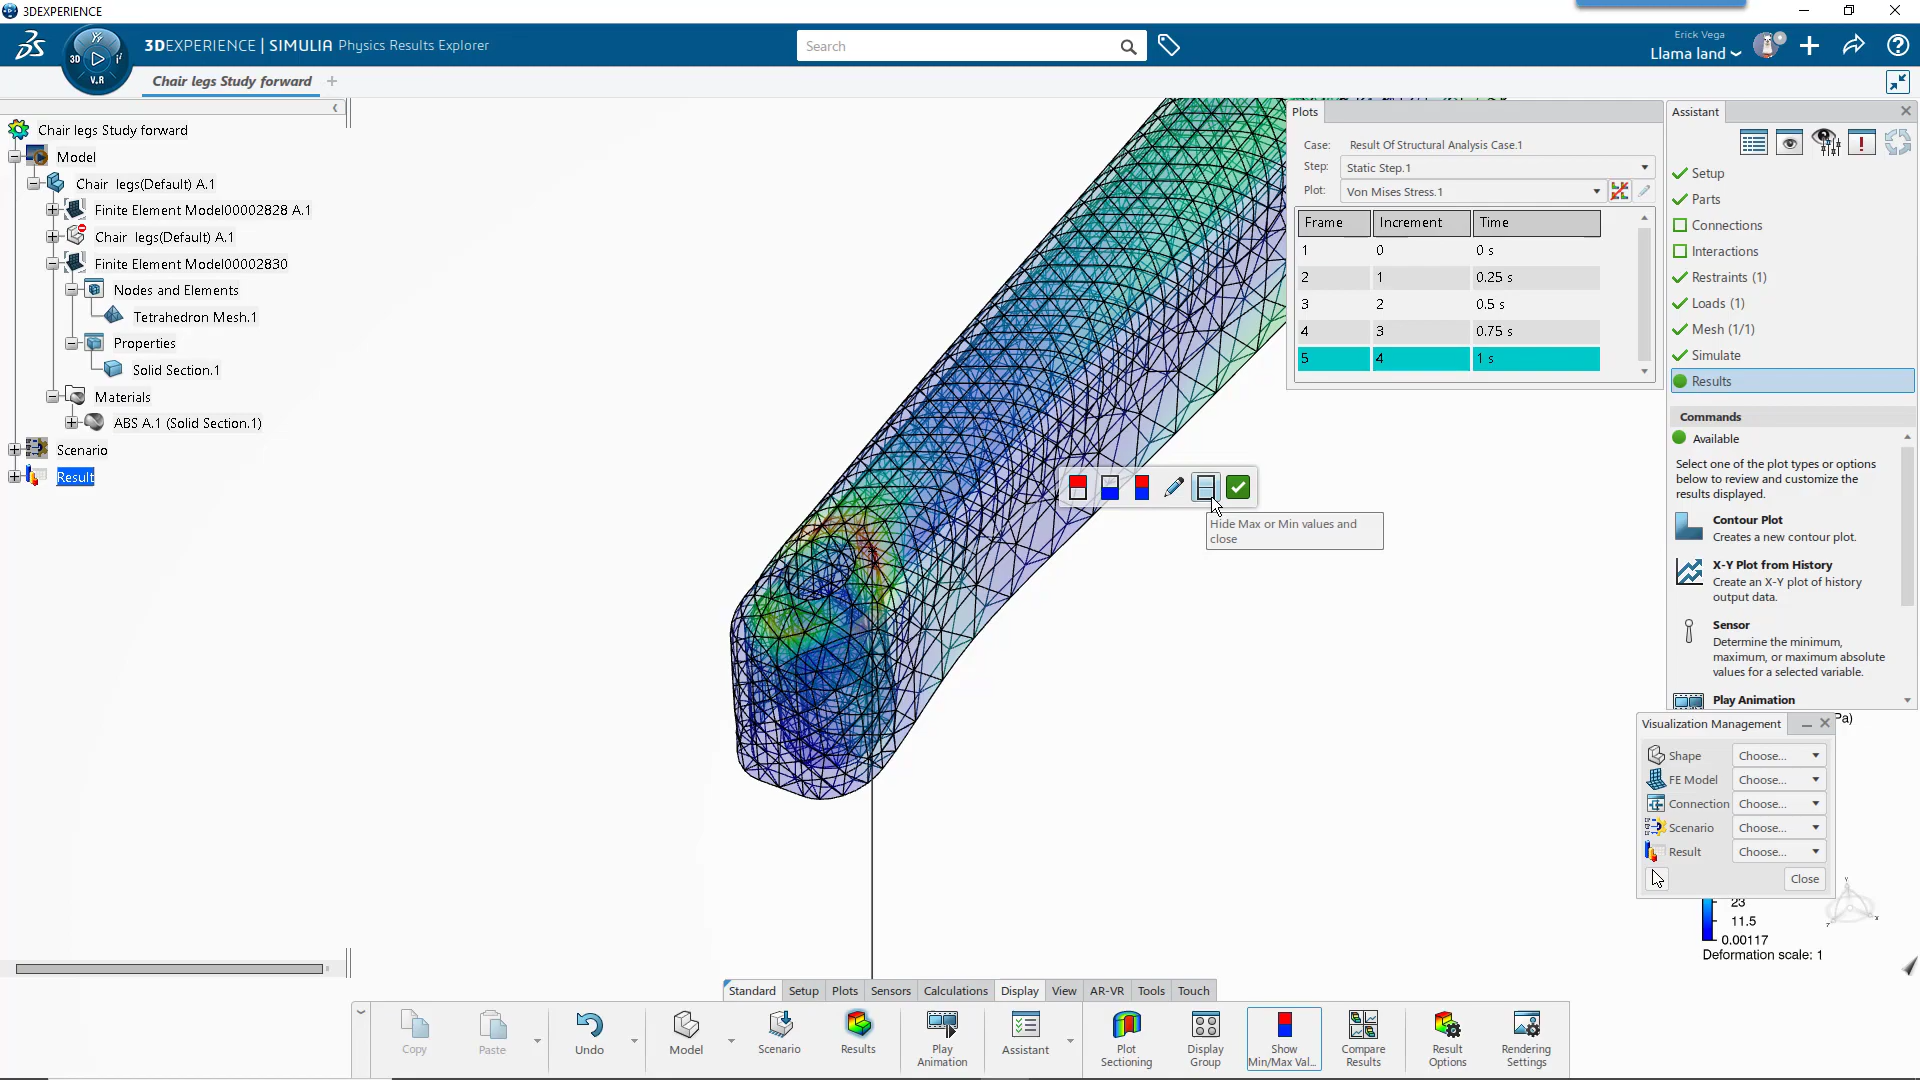 3DEXPERIENCE
3DEXPERIENCE | SIMULIA Physics Results Explorer
3D
V.R
Search
Erick Vega
Llama land
Chair legs Study forward
Chair legs Study forward
Model
Chair legs(Default) A.1
Finite Element Model00002828 A.1
Chair legs(Default) A.1
Finite Element Model00002830
Nodes and Elements
Tetrahedron Mesh.1
Properties
Solid Section.1
Materials
ABS A.1 (Solid Section.1)
Scenario
Result
Plots
Case: Result Of Structural Analysis Case.1
Step: Static Step.1
Plot: Von Mises Stress.1
Frame Increment Time
1 0 0 s
2 1 0.25 s
3 2 0.5 s
4 3 0.75 s
5 4 1 s
Hide Max or Min values and
close
Assistant
Setup
Parts
Connections
Interactions
Restraints (1)
Loads (1)
Mesh (1/1)
Simulate
Results
Commands
Available
Select one of the plot types or options
below to review and customize the
results displayed.
Contour Plot
Creates a new contour plot.
X-Y Plot from History
Create an X-Y plot of history
output data.
Sensor
Determine the minimum,
maximum, or maximum absolute
values for a selected variable.
Play Animation
Pa)
Visualization Management
Shape Choose...
FE Model Choose...
Connection Choose...
Scenario Choose...
Result Choose...
Close
23
11.5
0.00117
Deformation scale: 1
Standard Setup Plots Sensors Calculations Display View AR-VR Tools Touch
Copy
Paste
Undo
Model
Scenario
Results
Play
Animation
Assistant
Plot
Sectioning
Display
Group
Show
Min/Max Val...
Compare
Results
Result
Options
Rendering
Settings